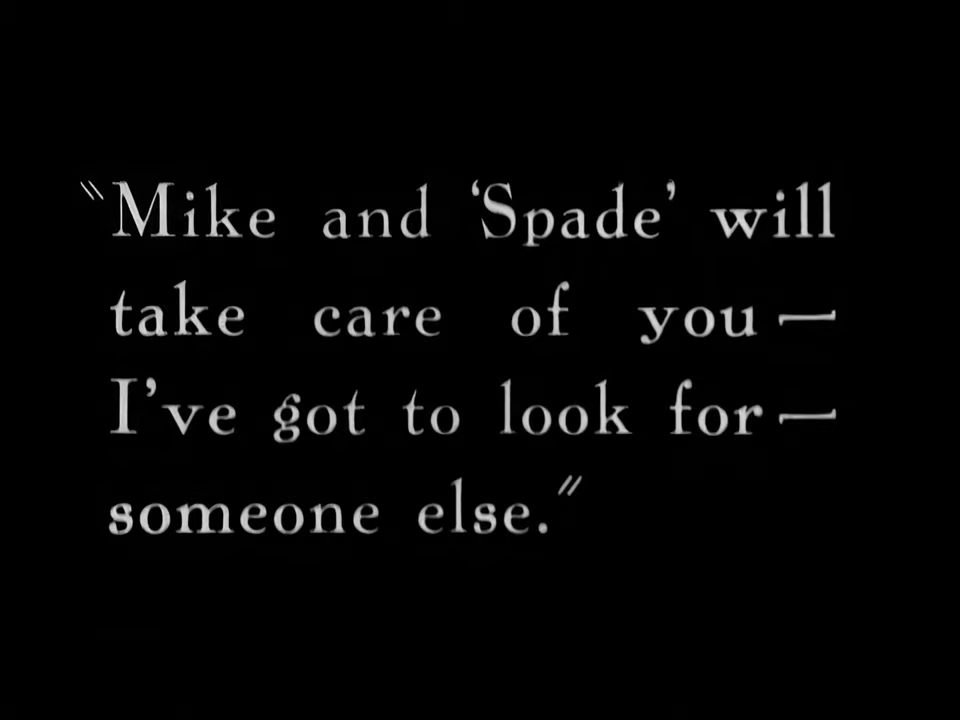 "Mike and 'Spade' will
take care of you—
I've got to look for—
someone else."